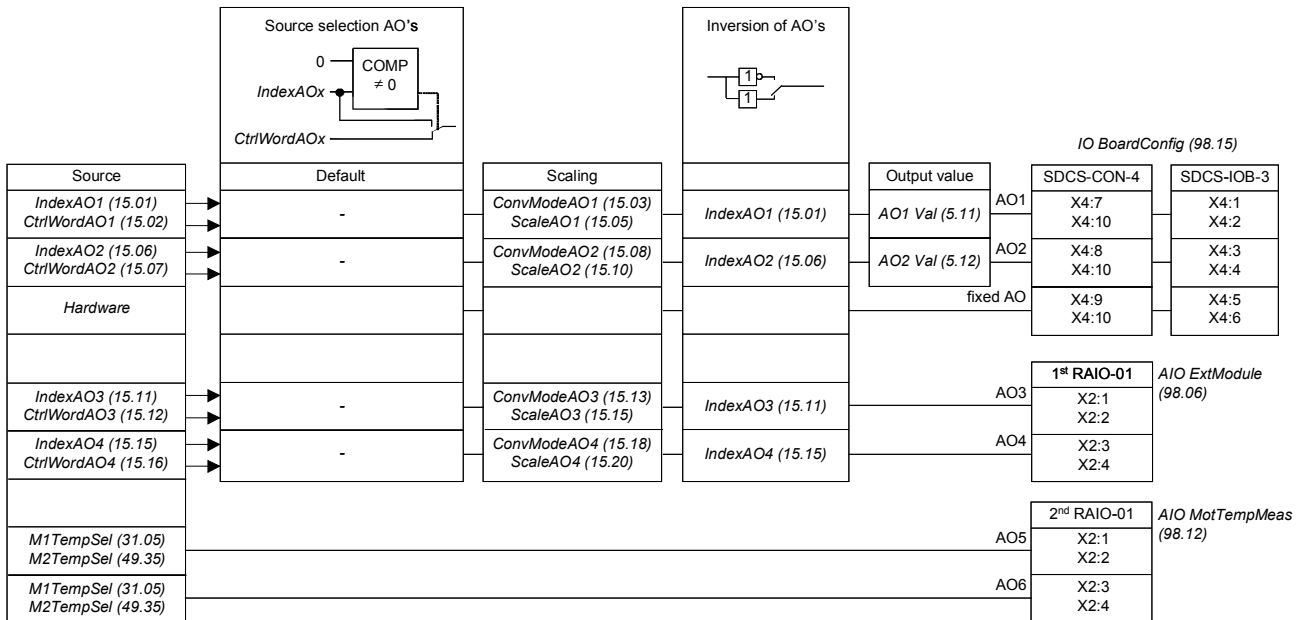 Source selection AO's
0
COMP
≠ 0
IndexAOx
CtrlWordAOx
Inversion of AO's
1
1
IO BoardConfig (98.15)
Source
Default
Scaling
Output value
SDCS-CON-4
SDCS-IOB-3
IndexAO1 (15.01)
CtrlWordAO1 (15.02)
-
ConvModeAO1 (15.03)
ScaleAO1 (15.05)
IndexAO1 (15.01)
AO1 Val (5.11)
AO1
X4:7
X4:10
X4:1
X4:2
IndexAO2 (15.06)
CtrlWordAO2 (15.07)
-
ConvModeAO2 (15.08)
ScaleAO2 (15.10)
IndexAO2 (15.06)
AO2 Val (5.12)
AO2
X4:8
X4:10
X4:3
X4:4
Hardware
fixed AO
X4:9
X4:10
X4:5
X4:6
1st RAIO-01
AIO ExtModule
(98.06)
IndexAO3 (15.11)
CtrlWordAO3 (15.12)
-
ConvModeAO3 (15.13)
ScaleAO3 (15.15)
IndexAO3 (15.11)
AO3
X2:1
X2:2
IndexAO4 (15.15)
CtrlWordAO4 (15.16)
-
ConvModeAO4 (15.18)
ScaleAO4 (15.20)
IndexAO4 (15.15)
AO4
X2:3
X2:4
2nd RAIO-01
AIO MotTempMeas
(98.12)
M1TempSel (31.05)
M2TempSel (49.35)
AO5
X2:1
X2:2
M1TempSel (31.05)
M2TempSel (49.35)
AO6
X2:3
X2:4